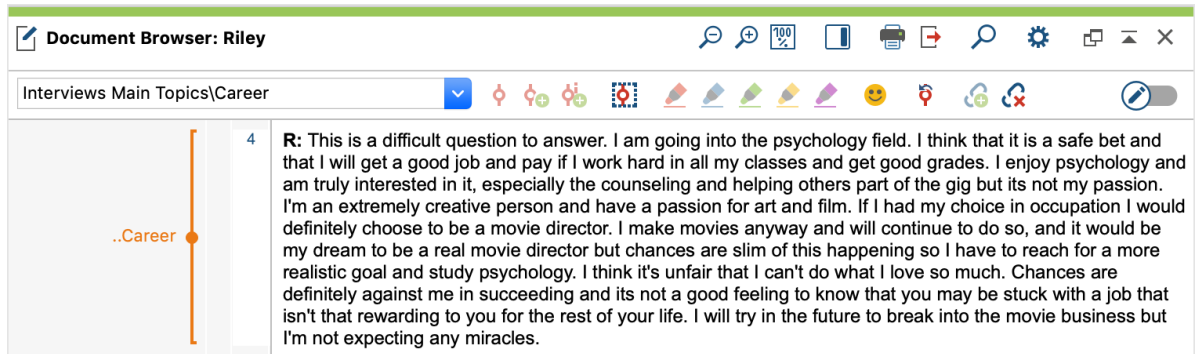 Document Browser: Riley
100
%
Interviews Main Topics\Career
4
R: This is a difficult question to answer. I am going into the psychology field. I think that it is a safe bet and
that I will get a good job and pay if I work hard in all my classes and get good grades. I enjoy psychology and
am truly interested in it, especially the counseling and helping others part of the gig but its not my passion.
I'm an extremely creative person and have a passion for art and film. If I had my choice in occupation I would
definitely choose to be a movie director. I make movies anyway and will continue to do so, and it would be
..Career
my dream to be a real movie director but chances are slim of this happening so I have to reach for a more
realistic goal and study psychology. I think it's unfair that I can't do what I love so much. Chances are
definitely against me in succeeding and its not a good feeling to know that you may be stuck with a job that
isn't that rewarding to you for the rest of your life. I will try in the future to break into the movie business but
I'm not expecting any miracles.